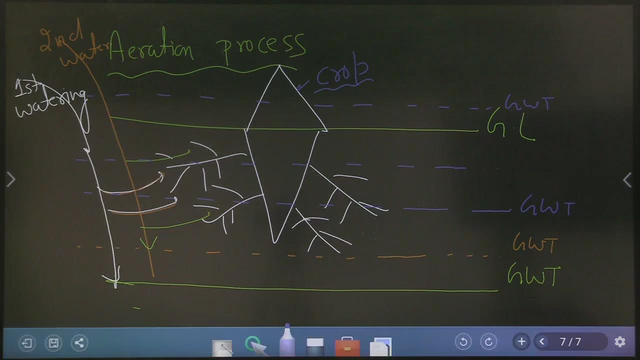 2nd
water
Aeration process
1st
watering
crop
GWT
GL
GWT
GWT
GWT
7/7